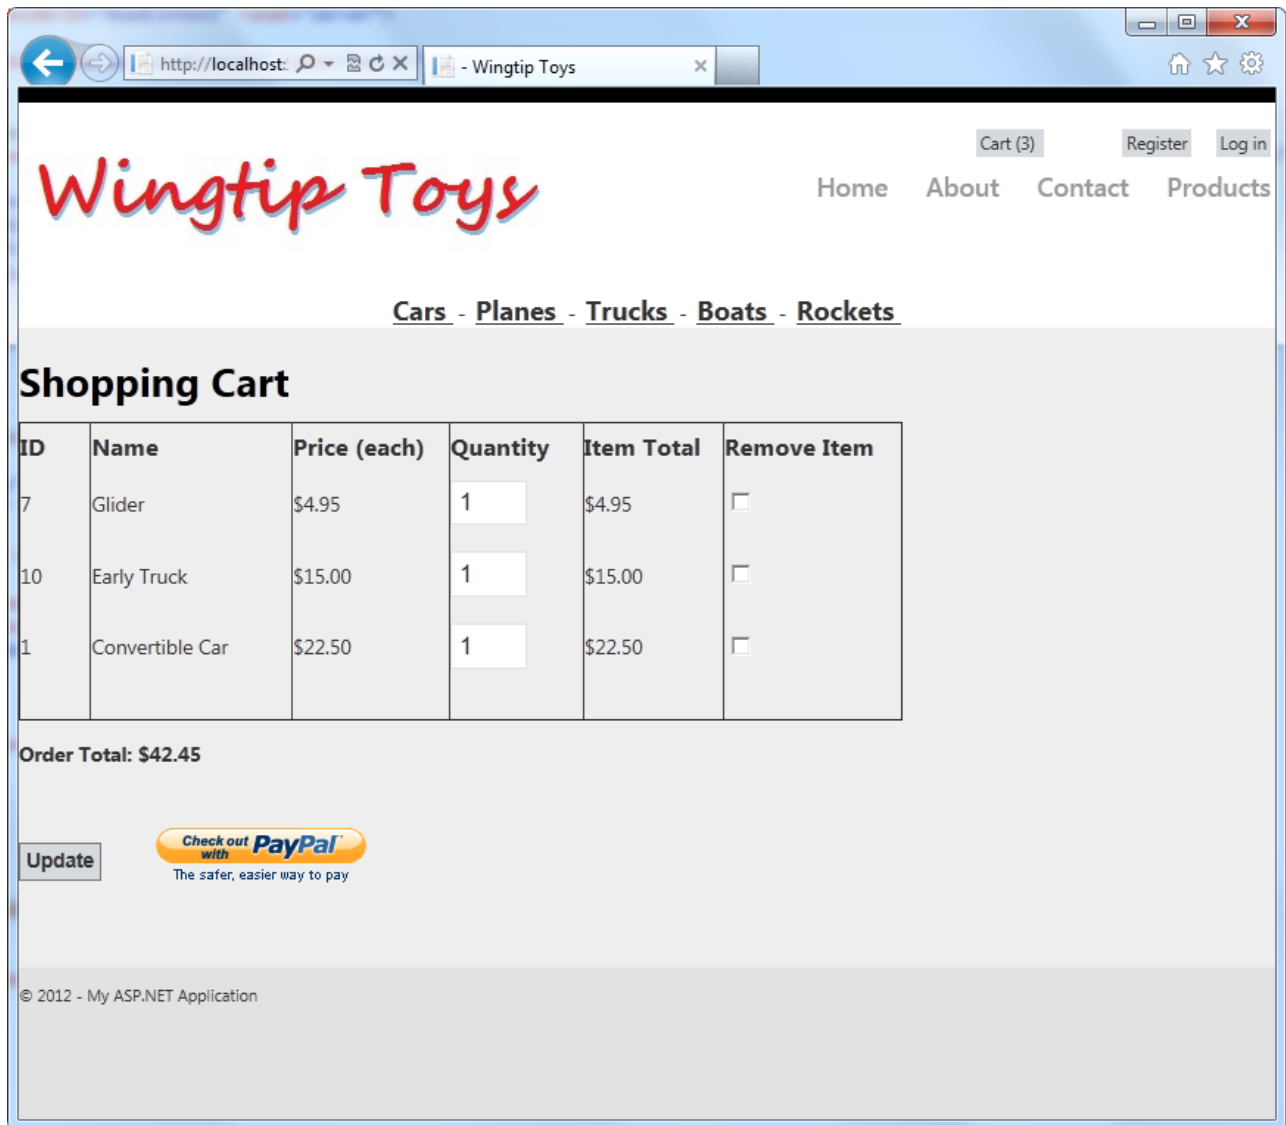 http://localhost:
- Wingtip Toys
Cart (3) Register Log in
Wingtip Toys
Home About Contact Products
Cars - Planes - Trucks - Boats - Rockets
Shopping Cart
ID Name Price (each) Quantity Item Total Remove Item
7 Glider $4.95 1 $4.95
10 Early Truck $15.00 1 $15.00
1 Convertible Car $22.50 1 $22.50
Order Total: $42.45
Update
Check out with PayPal
The safer, easier way to pay
© 2012 - My ASP.NET Application